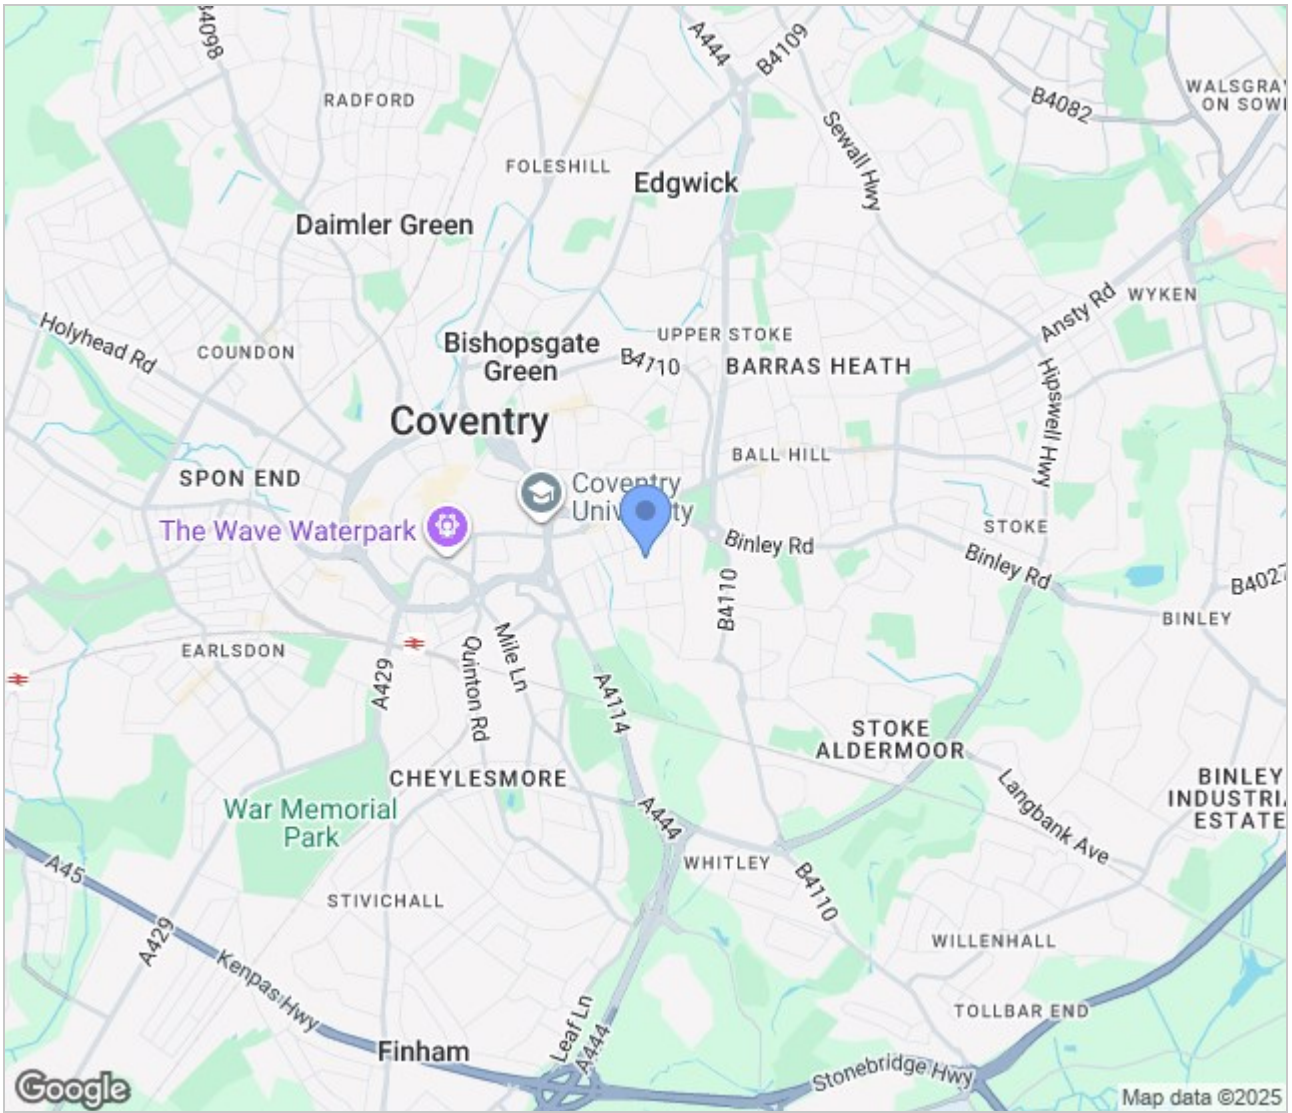 B4098
A444
B4109
RADFORD
B4082
WALSGRAV
ON SOWE
Sewall Hwy
FOLESHILL
Edgwick
Daimler Green
WYKEN
Ansty Rd
Holyhead Rd
UPPER STOKE
Bishopsgate
Green
COUNDON
B4710
BARRAS HEATH
Hipswell Hwy
Coventry
BALL HILL
SPON END
Coventry
University
The Wave Waterpark
STOKE
Binley Rd
Binley Rd
B4027
B4110
BINLEY
EARLSDON
Mile Ln
Quinton Rd
A429
A4114
STOKE
ALDERMOOR
CHEYLESMORE
BINLEY
INDUSTRIA
ESTATE
War Memorial
Park
Langbank Ave
A444
A45
WHITLEY
B4110
STIVICHALL
A429
WILLENHALL
Kenpas Hwy
TOLLBAR END
Leaf Ln
A444
Finham
Stonebridge Hwy
Google
Map data ©2025